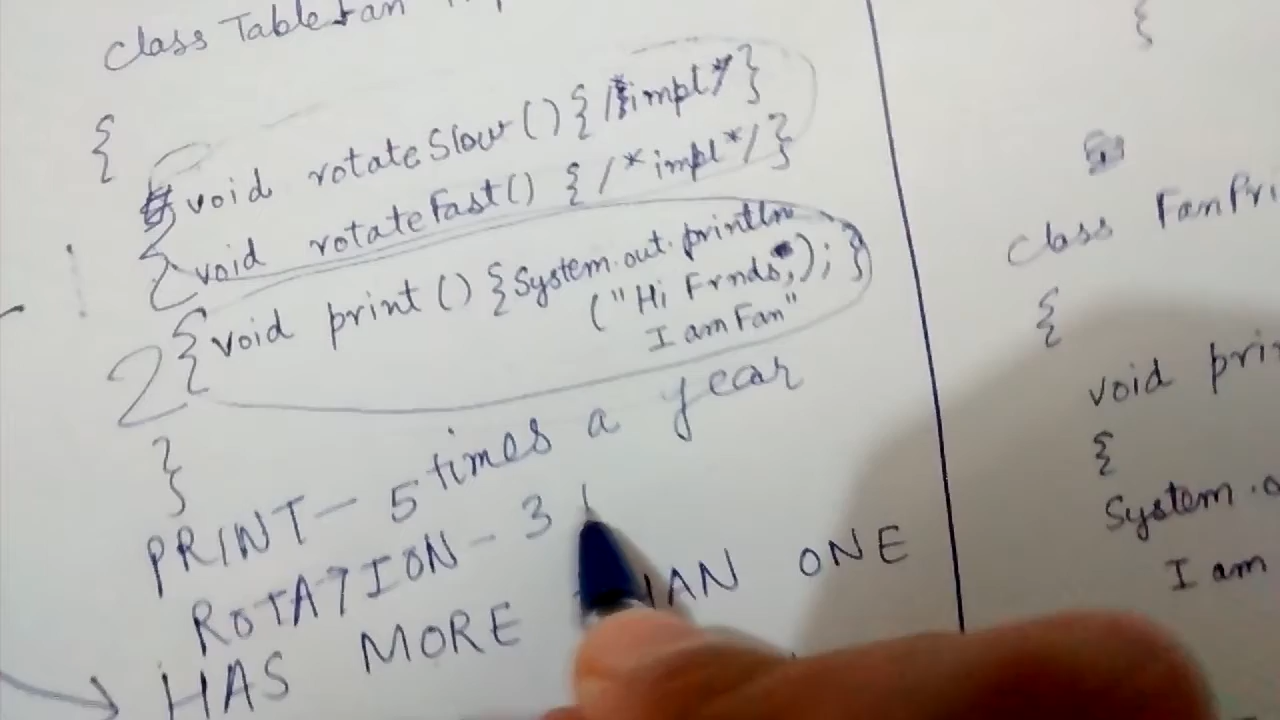 class TableFan
{
void rotateSlow() { /*impl*/ }
void rotateFast() { /*impl*/ }
void print() { System.out.println
("Hi Frnds,); }
I am Fan"
2
}
PRINT - 5 times a year
ROTATION - 3
HAS MORE THAN ONE
{
class FanPri
{
void pri
{
System.o
I am